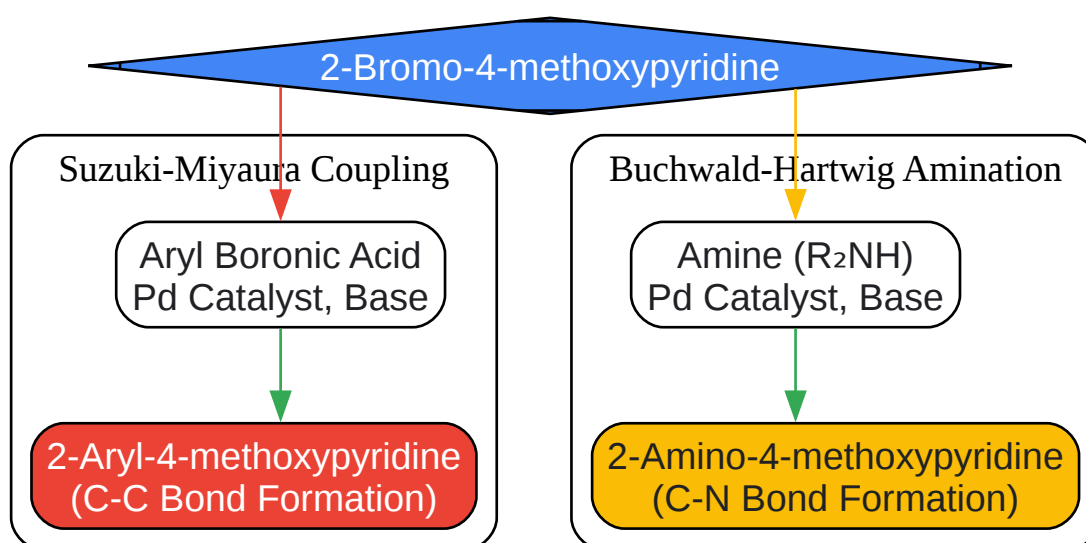 2-Bromo-4-methoxypyridine
Suzuki-Miyaura Coupling
Aryl Boronic Acid
Pd Catalyst, Base
2-Aryl-4-methoxypyridine
(C-C Bond Formation)
Buchwald-Hartwig Amination
Amine (R₂NH)
Pd Catalyst, Base
2-Amino-4-methoxypyridine
(C-N Bond Formation)